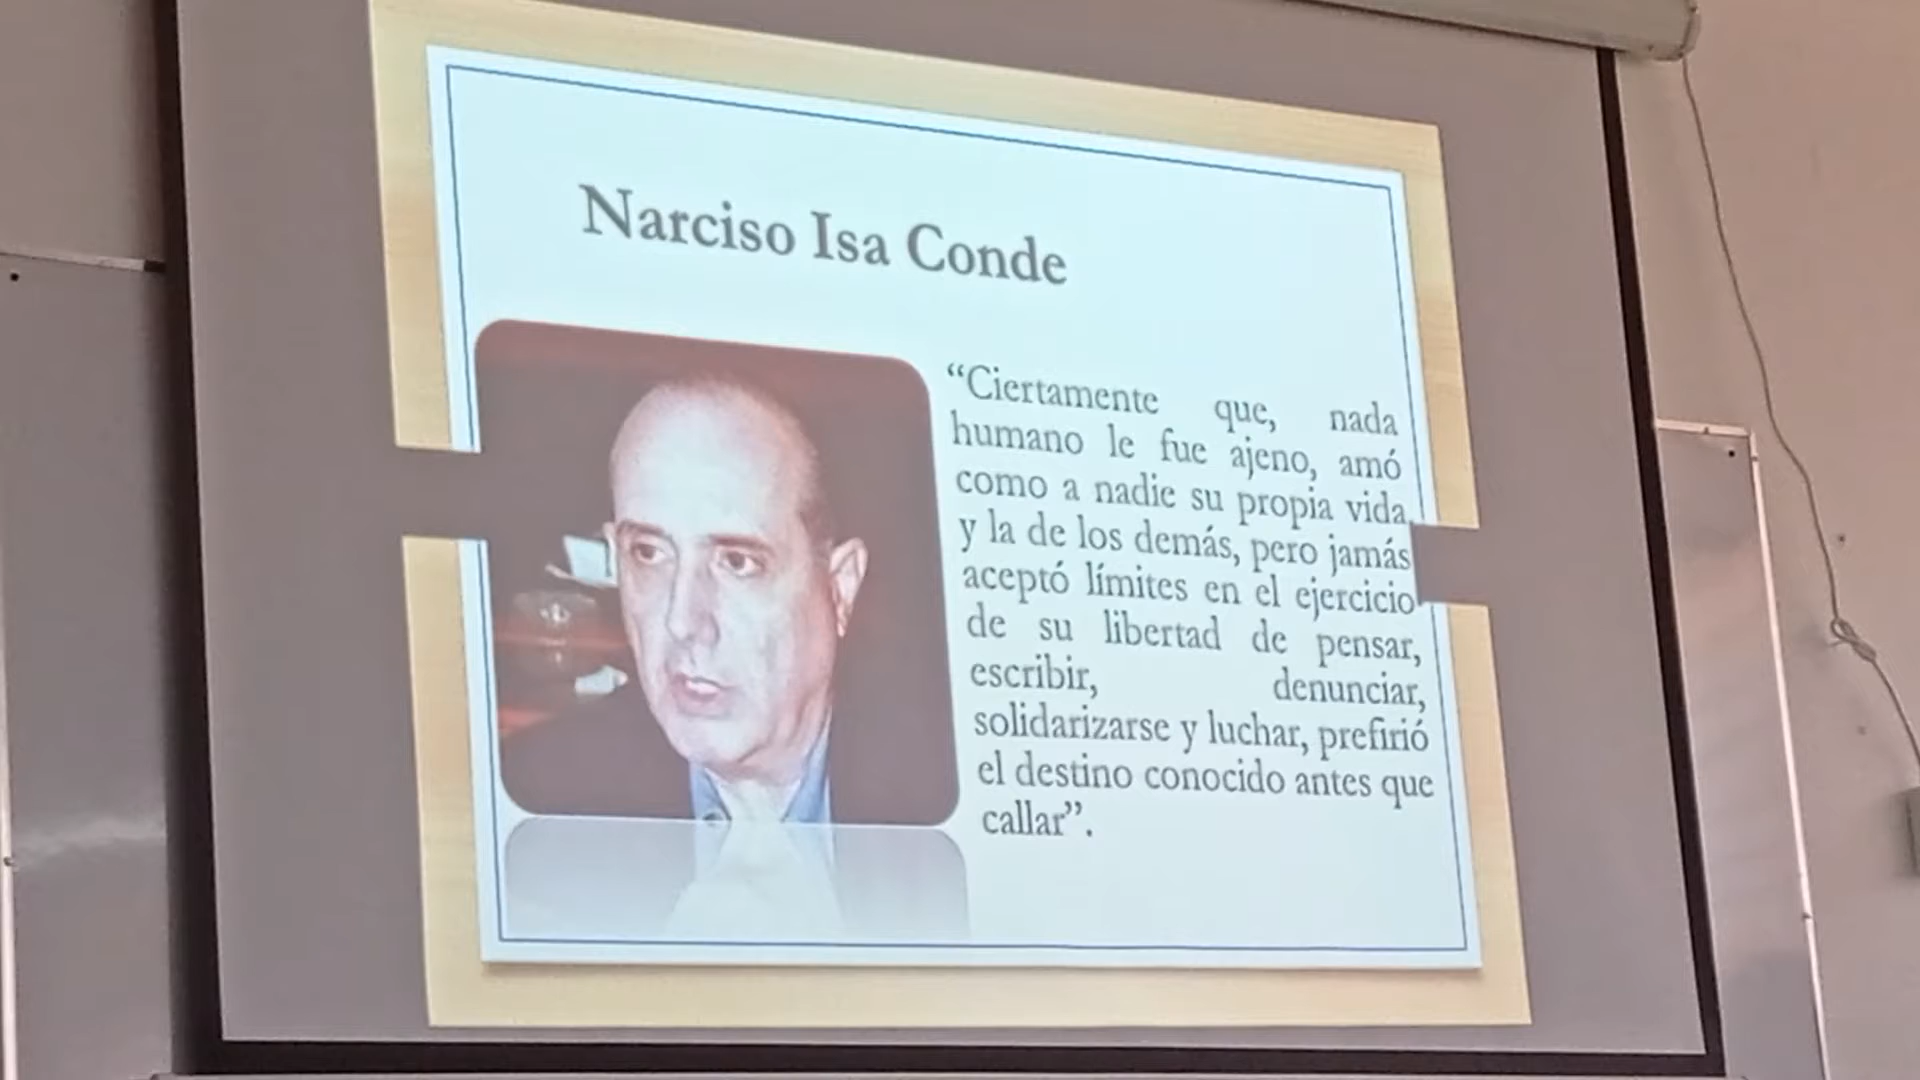 Narciso Isa Conde
“Ciertamente que, nada
humano le fue ajeno, amó
como a nadie su propia vida
y la de los demás, pero jamás
aceptó límites en el ejercicio
de su libertad de pensar,
escribir, denunciar,
solidarizarse y luchar, prefirió
el destino conocido antes que
callar”.